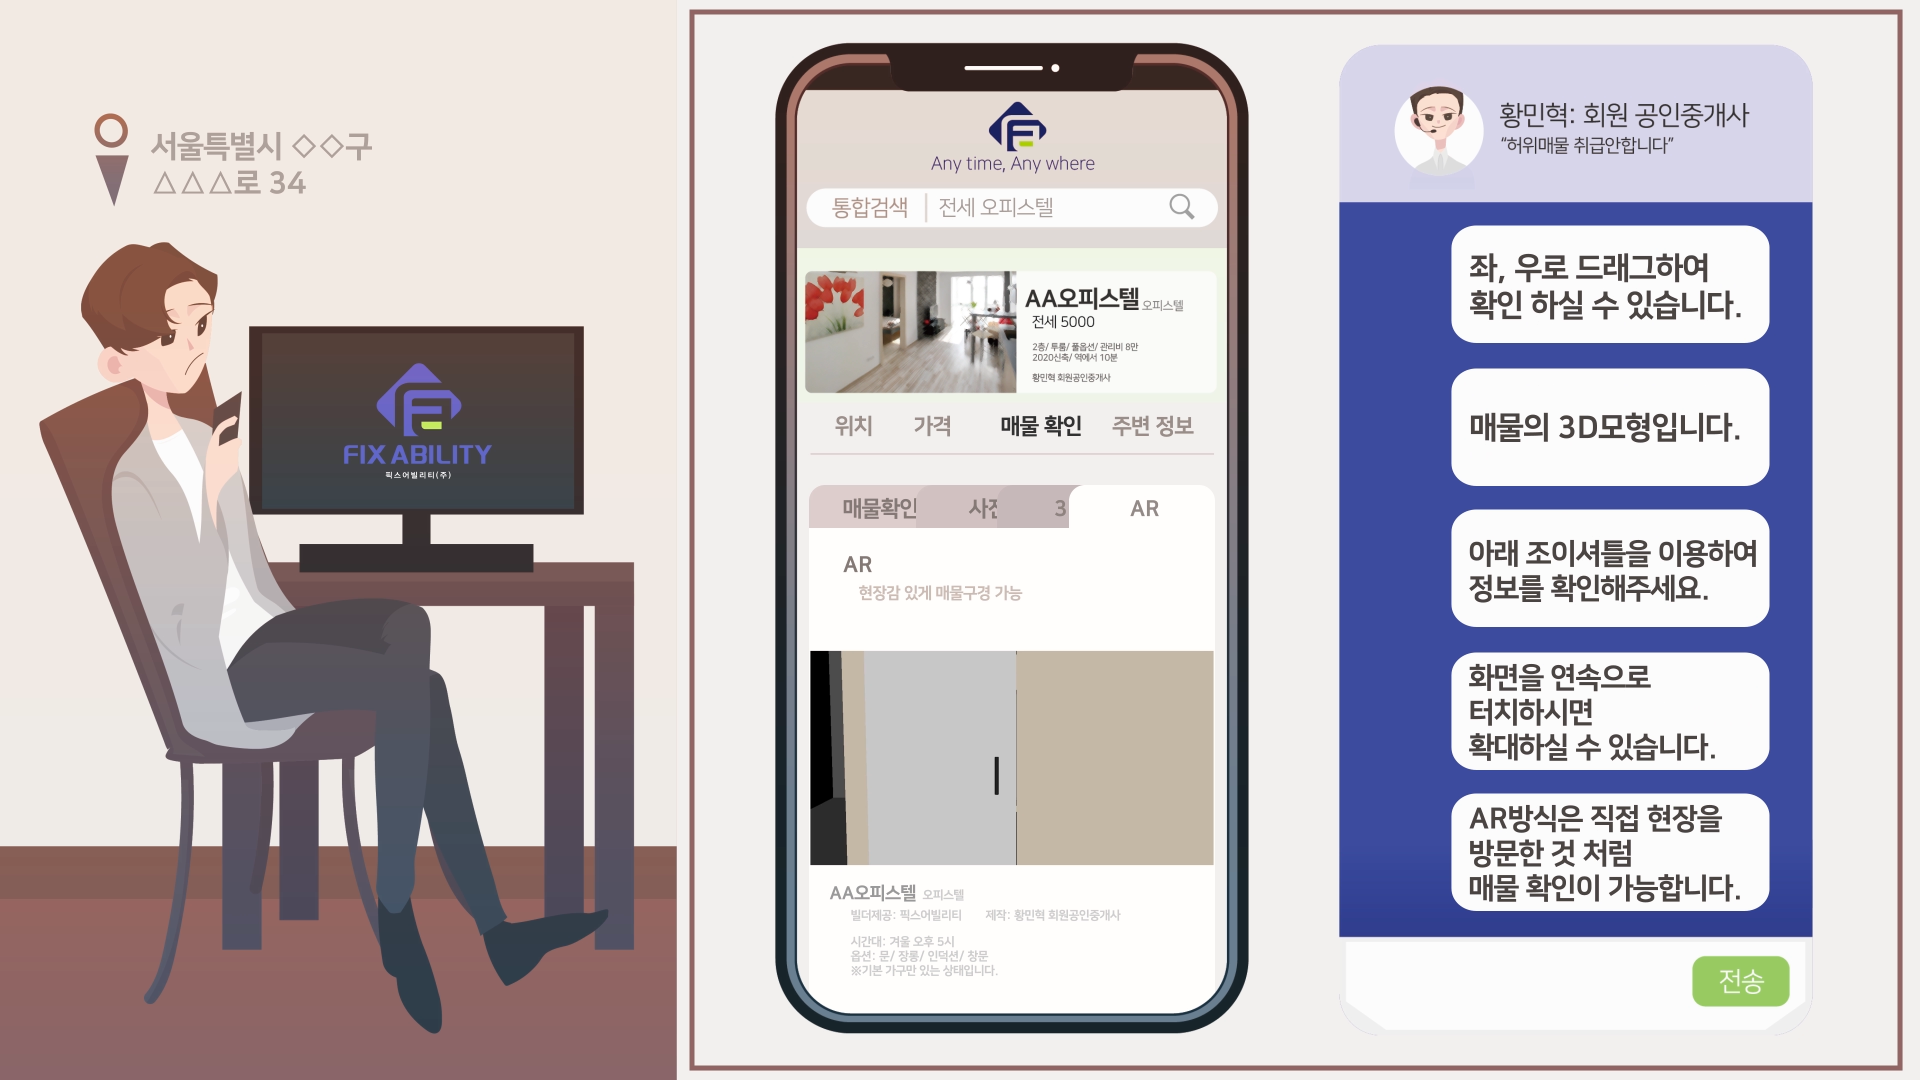 서울특별시 ◇◇구
△△△로 34
FIX ABILITY
픽스어빌리티(주)
Any time, Any where
통합검색 전세 오피스텔
AA오피스텔 오피스텔
전세 5000
2층/ 투룸/ 풀옵션/ 관리비 8만
2020신축/ 역에서 10분
황민혁 회원공인중개사
위치 가격 매물 확인 주변 정보
매물확인 사진 3 AR
AR
현장감 있게 매물구경 가능
AA오피스텔 오피스텔
빌더제공: 픽스어빌리티 제작: 황민혁 회원공인중개사
시간대: 겨울 오후 5시
옵션: 문/ 장롱/ 인덕션/ 창문
※기본 가구만 있는 상태입니다.
황민혁: 회원 공인중개사
“허위매물 취급안합니다”
좌, 우로 드래그하여
확인 하실 수 있습니다.
매물의 3D모형입니다.
아래 조이셔틀을 이용하여
정보를 확인해주세요.
화면을 연속으로
터치하시면
확대하실 수 있습니다.
AR방식은 직접 현장을
방문한 것 처럼
매물 확인이 가능합니다.
전송